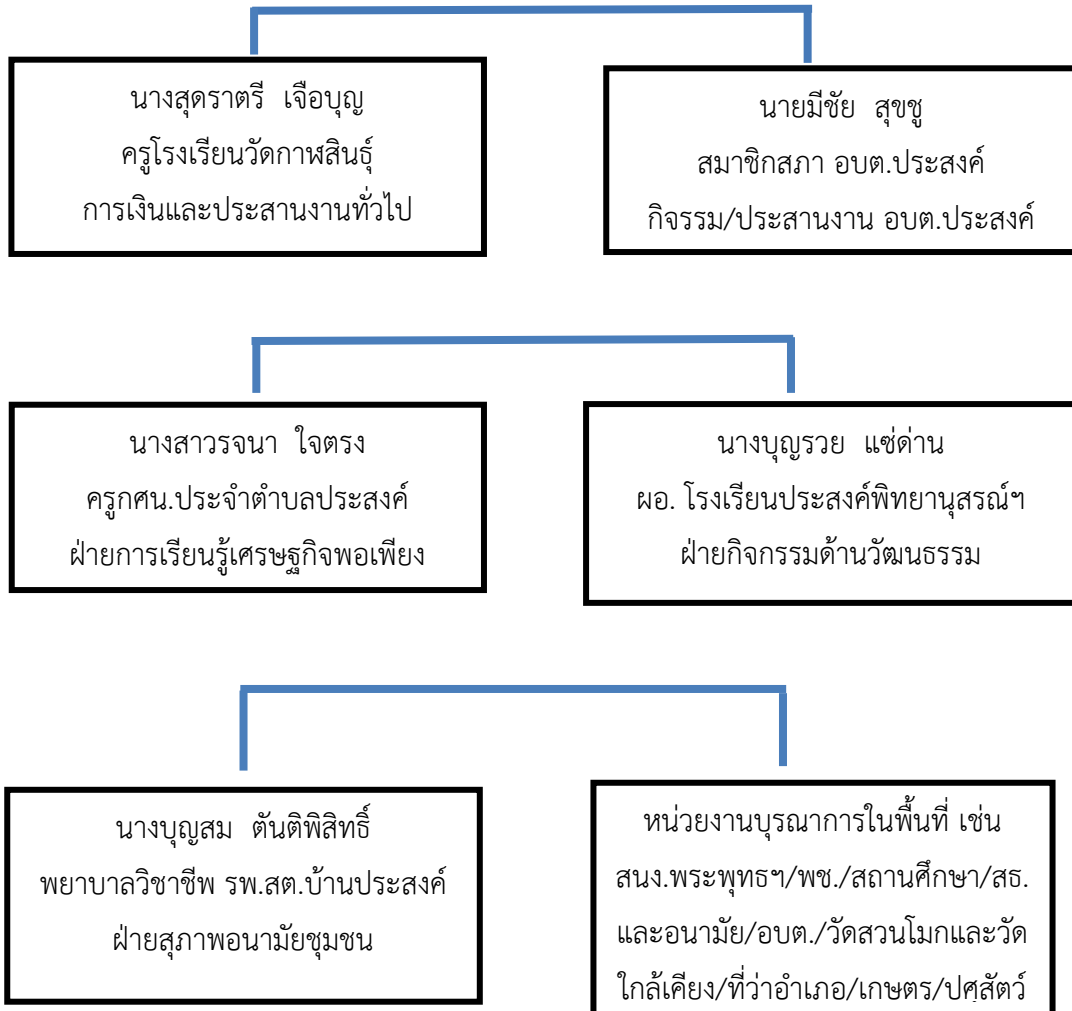 นางสุดราตรี เจือบุญ
ครูโรงเรียนวัดกาฬสินธุ์
การเงินและประสานงานทั่วไป
นายมีชัย สุขชู
สมาชิกสภา อบต.ประสงค์
กิจรรม/ประสานงาน อบต.ประสงค์
นางสาวรจนา ใจตรง
ครูกศน.ประจำตำบลประสงค์
ฝ่ายการเรียนรู้เศรษฐกิจพอเพียง
นางบุญรวย แซ่ด่าน
ผอ. โรงเรียนประสงค์พิทยานุสรณ์ฯ
ฝ่ายกิจกรรมด้านวัฒนธรรม
นางบุญสม ตันติพิสิทธิ์
พยาบาลวิชาชีพ รพ.สต.บ้านประสงค์
ฝ่ายสุภาพอนามัยชุมชน
หน่วยงานบุรณาการในพื้นที่ เช่น
สนง.พระพุทธฯ/พช./สถานศึกษา/สธ.
และอนามัย/อบต./วัดสวนโมกและวัด
ใกล้เคียง/ที่ว่าอำเภอ/เกษตร/ปศุสัตว์